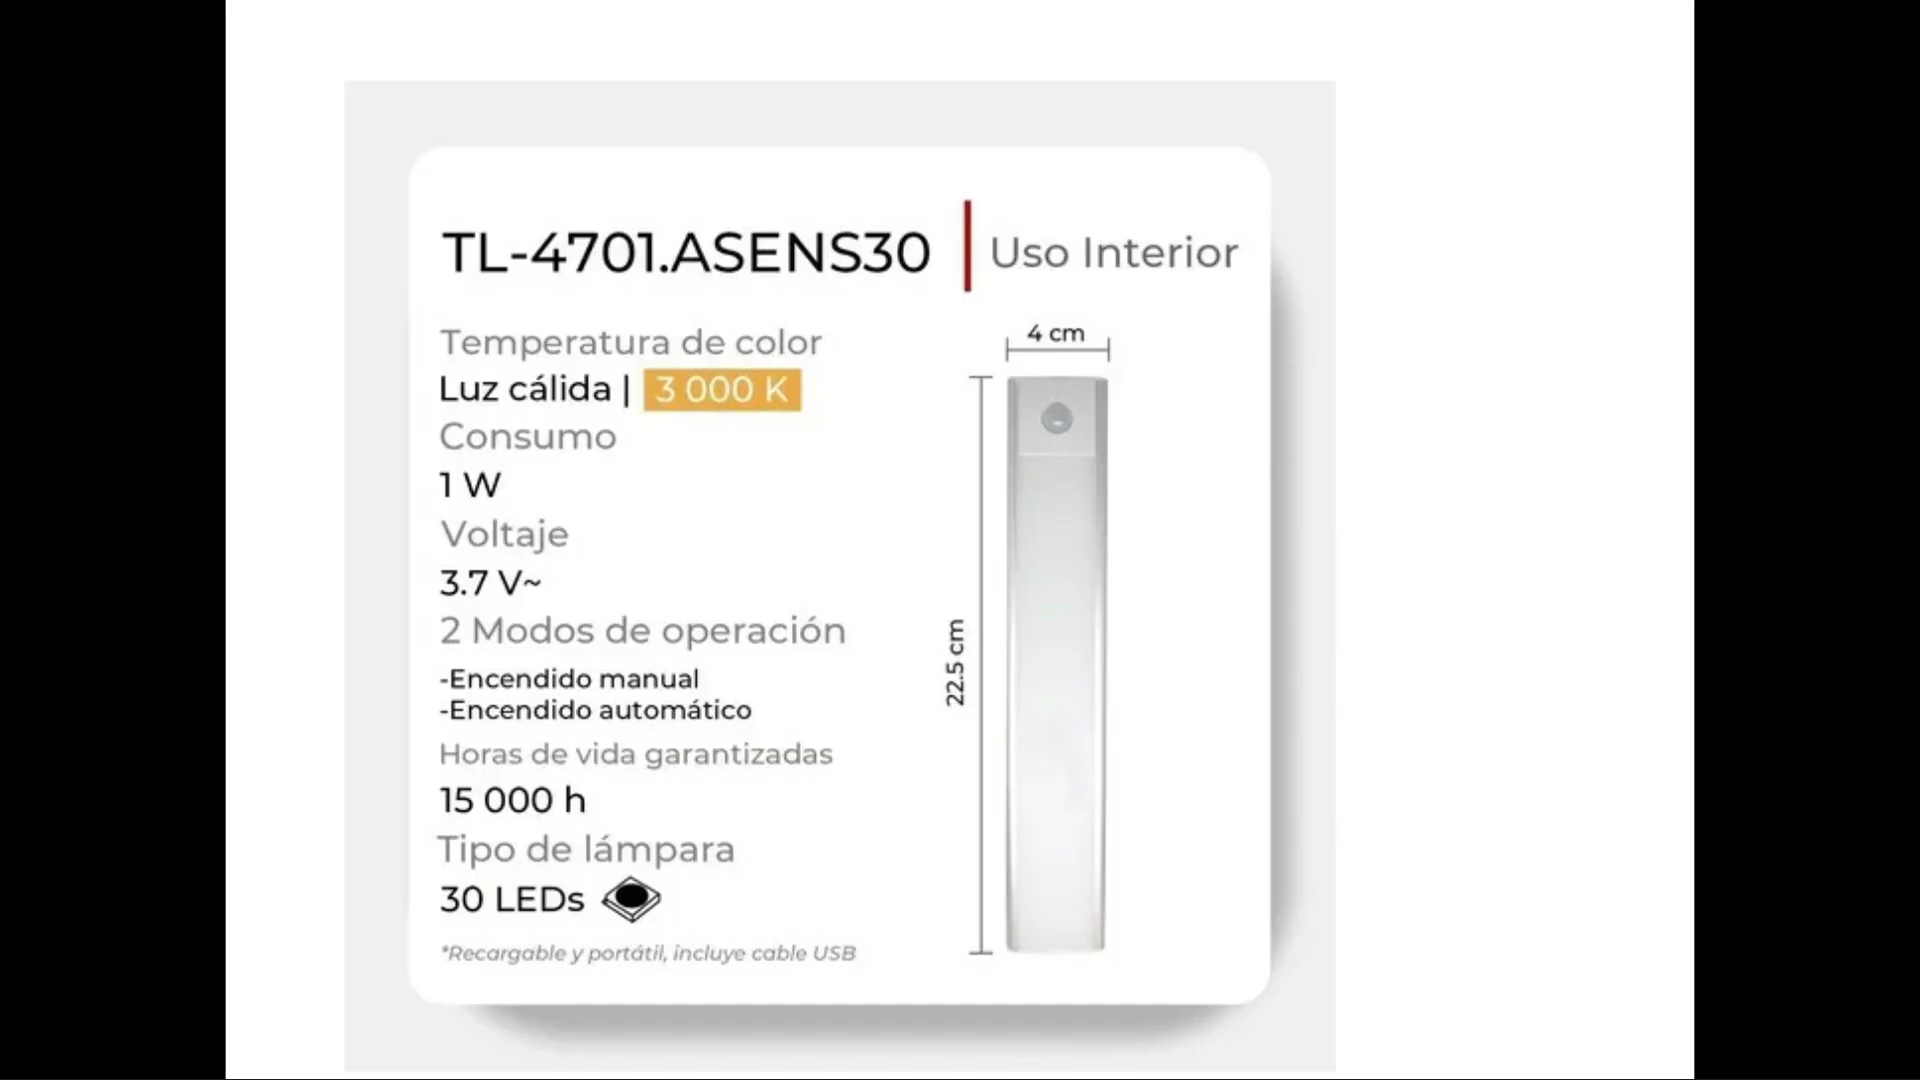 TL-4701.ASENS30 | Uso Interior
Temperatura de color
Luz cálida | 3 000 K
Consumo
1 W
Voltaje
3.7 V~
2 Modos de operación
-Encendido manual
-Encendido automático
Horas de vida garantizadas
15 000 h
Tipo de lámpara
30 LEDs
*Recargable y portátil, incluye cable USB
4 cm
22.5 cm